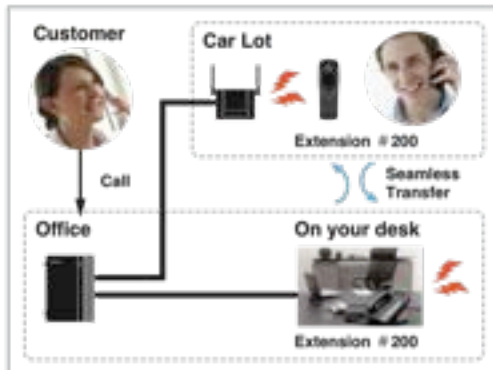 Customer
Car Lot
Extension #200
Call
Seamless
Transfer
Office
On your desk
Extension #200